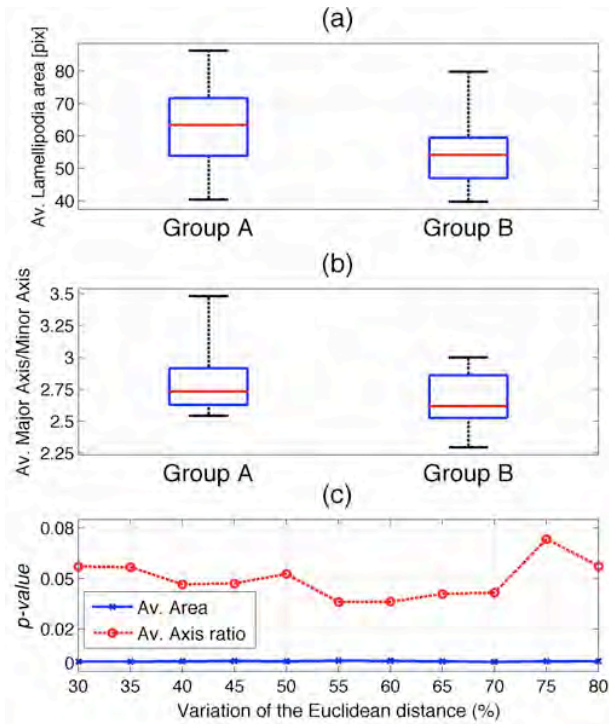 (a)
Av. Lamellipodia area [pix]
80
70
60
50
40
Group A
Group B
(b)
Av. Major Axis/Minor Axis
3.5
3
2.75
2.5
2.25
Group A
Group B
(c)
p-value
0.08
0.05
0.02
0
Av. Area
Av. Axis ratio
30 35 40 45 50 55 60 65 70 75 80
Variation of the Euclidean distance (%)